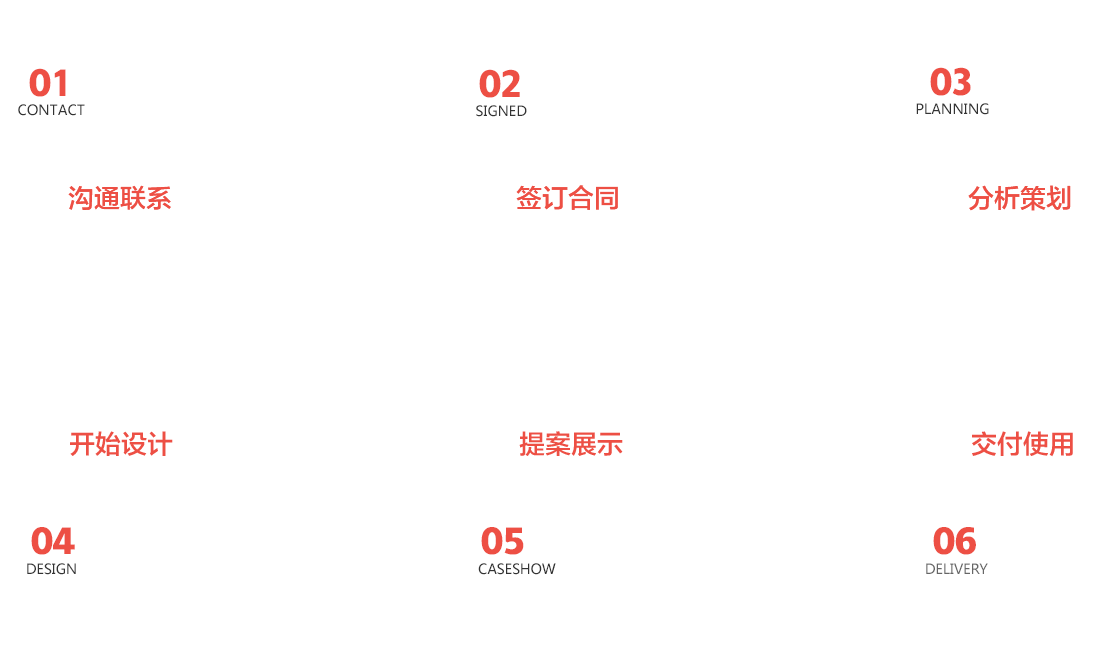 01
CONTACT
沟通联系
02
SIGNED
签订合同
03
PLANNING
分析策划
开始设计
04
DESIGN
提案展示
05
CASESHOW
交付使用
06
DELIVERY